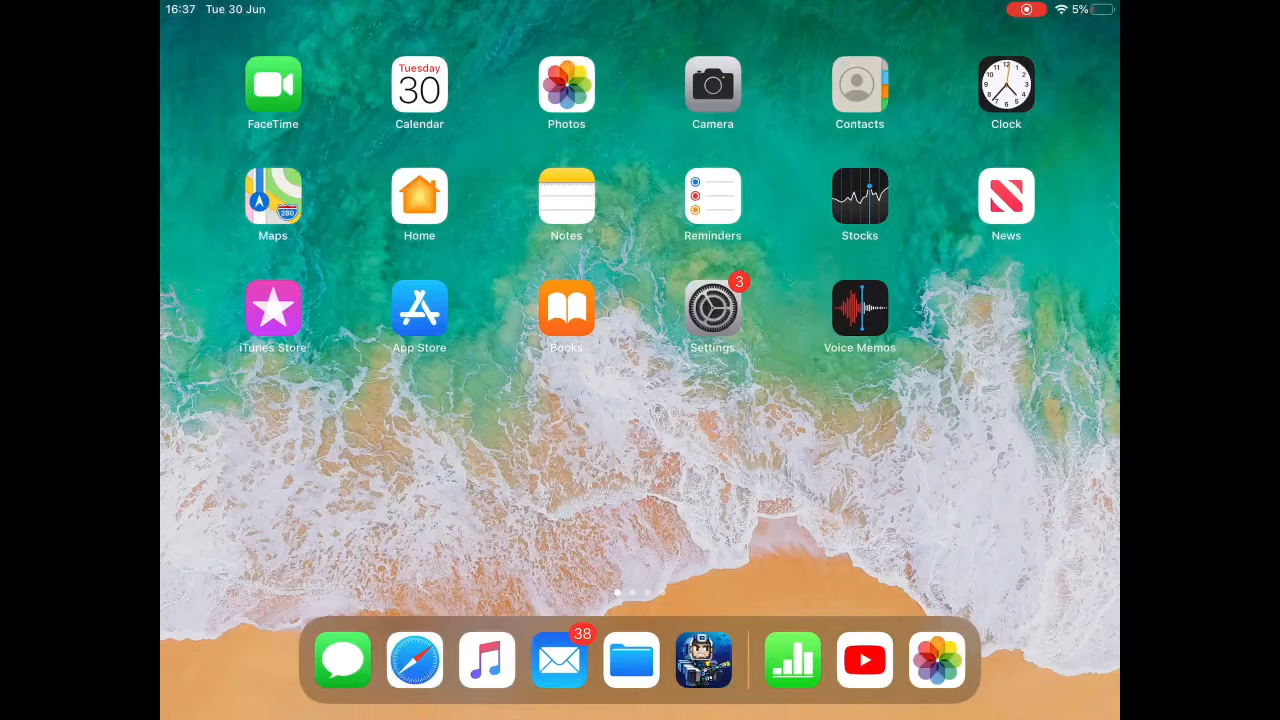 16:37 Tue 30 Jun 5%
Tuesday
30
FaceTime Calendar Photos Camera Contacts Clock
280
Maps Home Notes Reminders Stocks News
3
iTunes Store App Store Books Settings Voice Memos
38